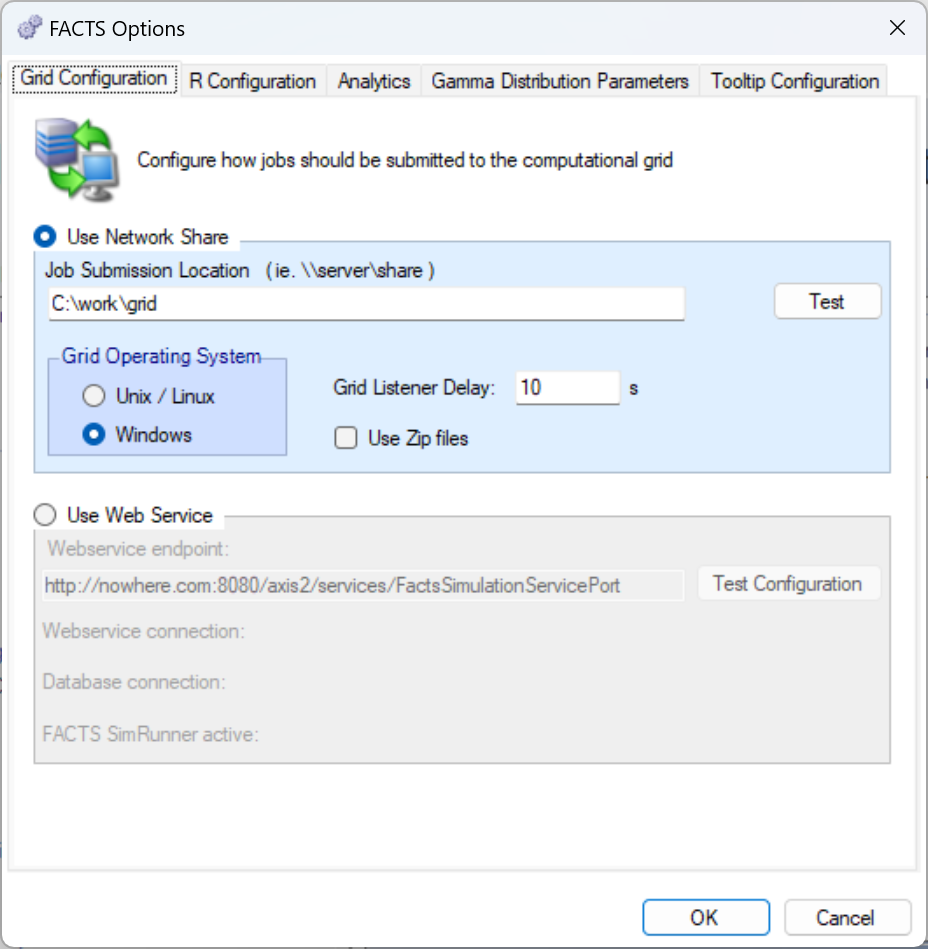 FACTS Options
Grid Configuration R Configuration Analytics Gamma Distribution Parameters Tooltip Configuration
Configure how jobs should be submitted to the computational grid
Use Network Share
Job Submission Location (ie. \\server\share )
C:\work\grid Test
Grid Operating System
Unix / Linux
Grid Listener Delay: 10 s
Windows
Use Zip files
Use Web Service
Webservice endpoint:
http://nowhere.com:8080/axis2/services/FactsSimulationServicePort Test Configuration
Webservice connection:
Database connection:
FACTS SimRunner active:
OK Cancel